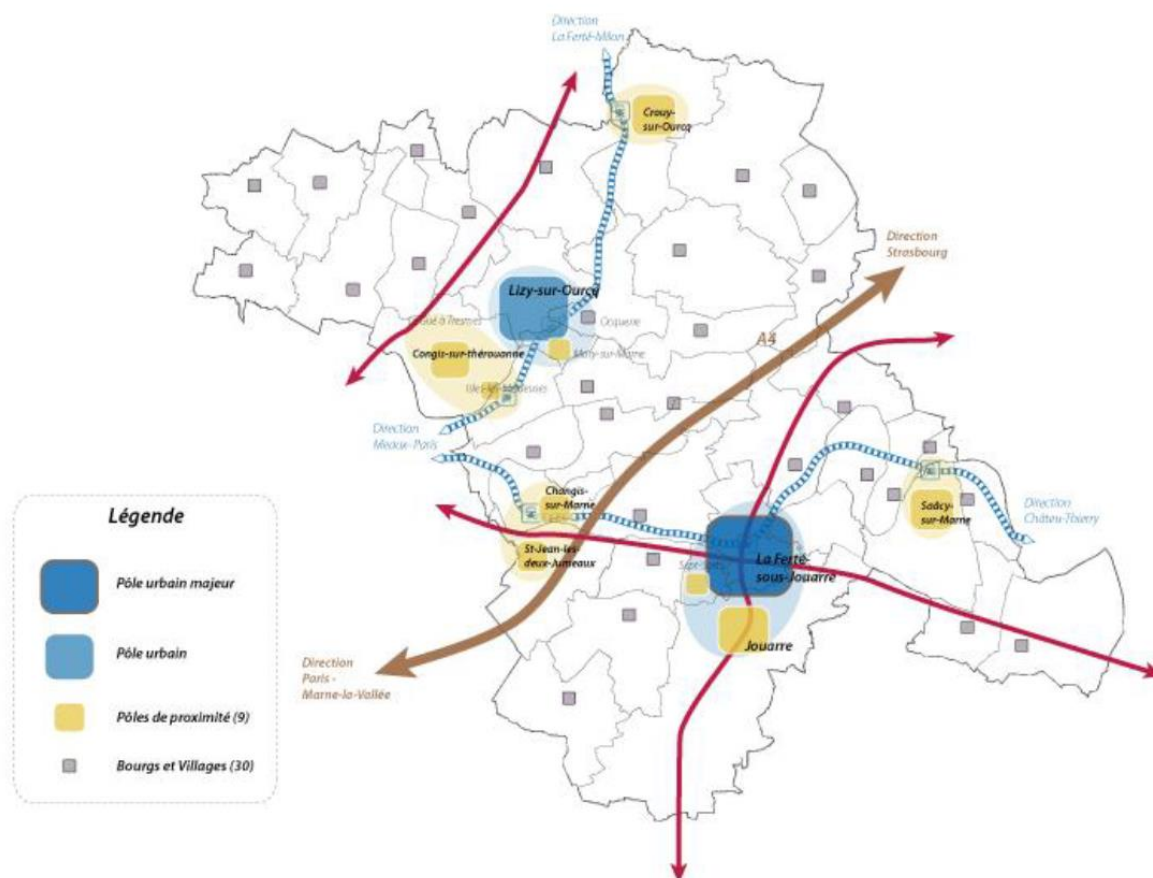 Direction
La Ferté-Milon
Crouy-
sur-Ourcq
Direction
Strasbourg
Lizy-sur-Ourcq
Ocquerre
Mary-sur-Marne
A4
Congis-sur-thérouanne
Direction
Meaux-Paris
Changis-
sur-Marne
Sadcy-
sur-Marne
Direction
Château-Thierry
St-Jean-les-
deux-Jumeaux
La Ferté-
sous-Jouarre
Jouarre
Direction
Paris -
Marne-la-Vallée
Légende
Pôle urbain majeur
Pôle urbain
Pôles de proximité (9)
Bourgs et Villages (30)